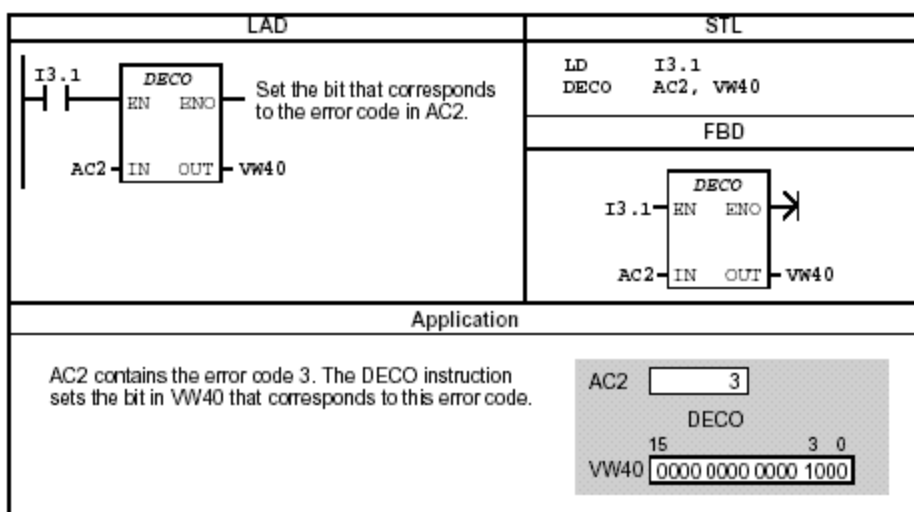 LAD
I3.1
DECO
EN ENO
Set the bit that corresponds
to the error code in AC2.
AC2 IN OUT VW40
STL
LD I3.1
DECO AC2, VW40
FBD
DECO
I3.1 EN ENO
AC2 IN OUT VW40
Application
AC2 contains the error code 3. The DECO instruction
sets the bit in VW40 that corresponds to this error code.
AC2 3
DECO
15 3 0
VW40 0000 0000 0000 1000